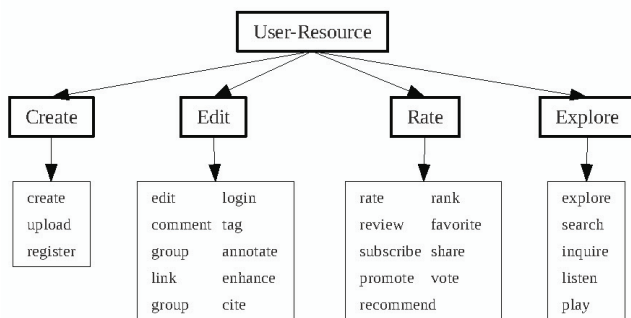 User-Resource
Create
Edit
Rate
Explore
create
upload
register
edit login
comment tag
group annotate
link enhance
group cite
rate rank
review favorite
subscribe share
promote vote
recommend
explore
search
inquire
listen
play